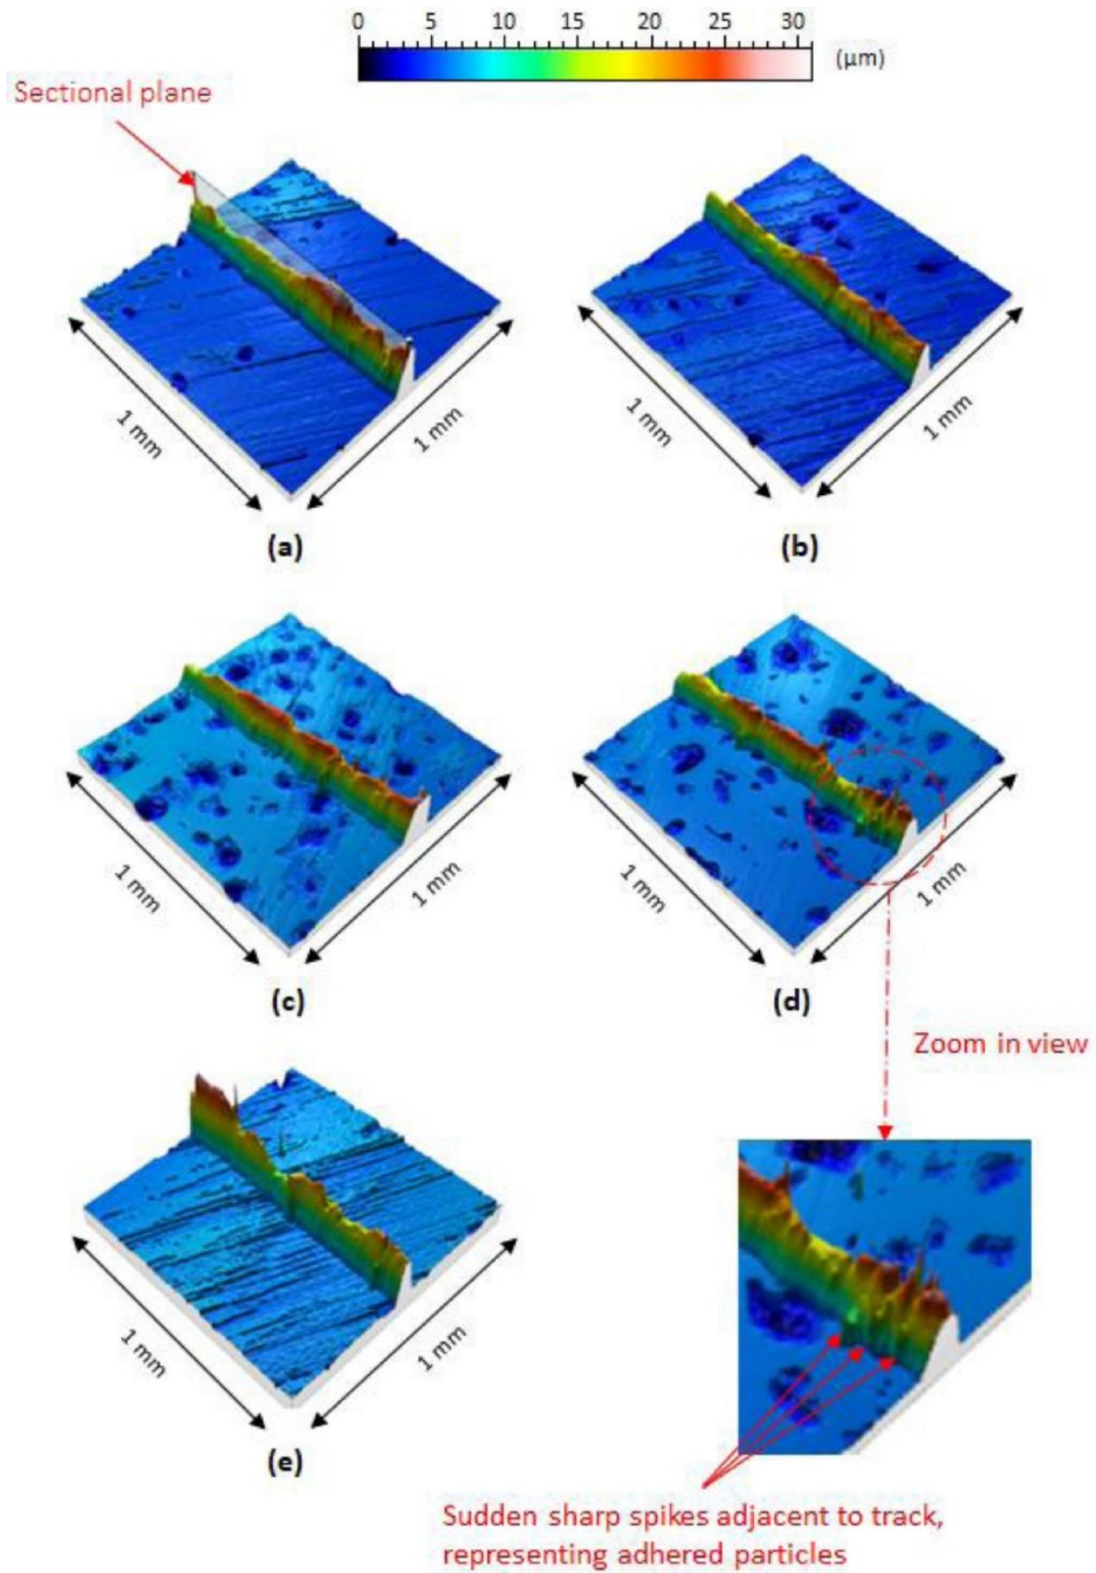 0 5 10 15 20 25 30
(μm)
Sectional plane
1 mm
1 mm
1 mm
1 mm
(a)
(b)
1 mm
1 mm
1 mm
1 mm
(c)
(d)
Zoom in view
1 mm
1 mm
(e)
Sudden sharp spikes adjacent to track,
representing adhered particles